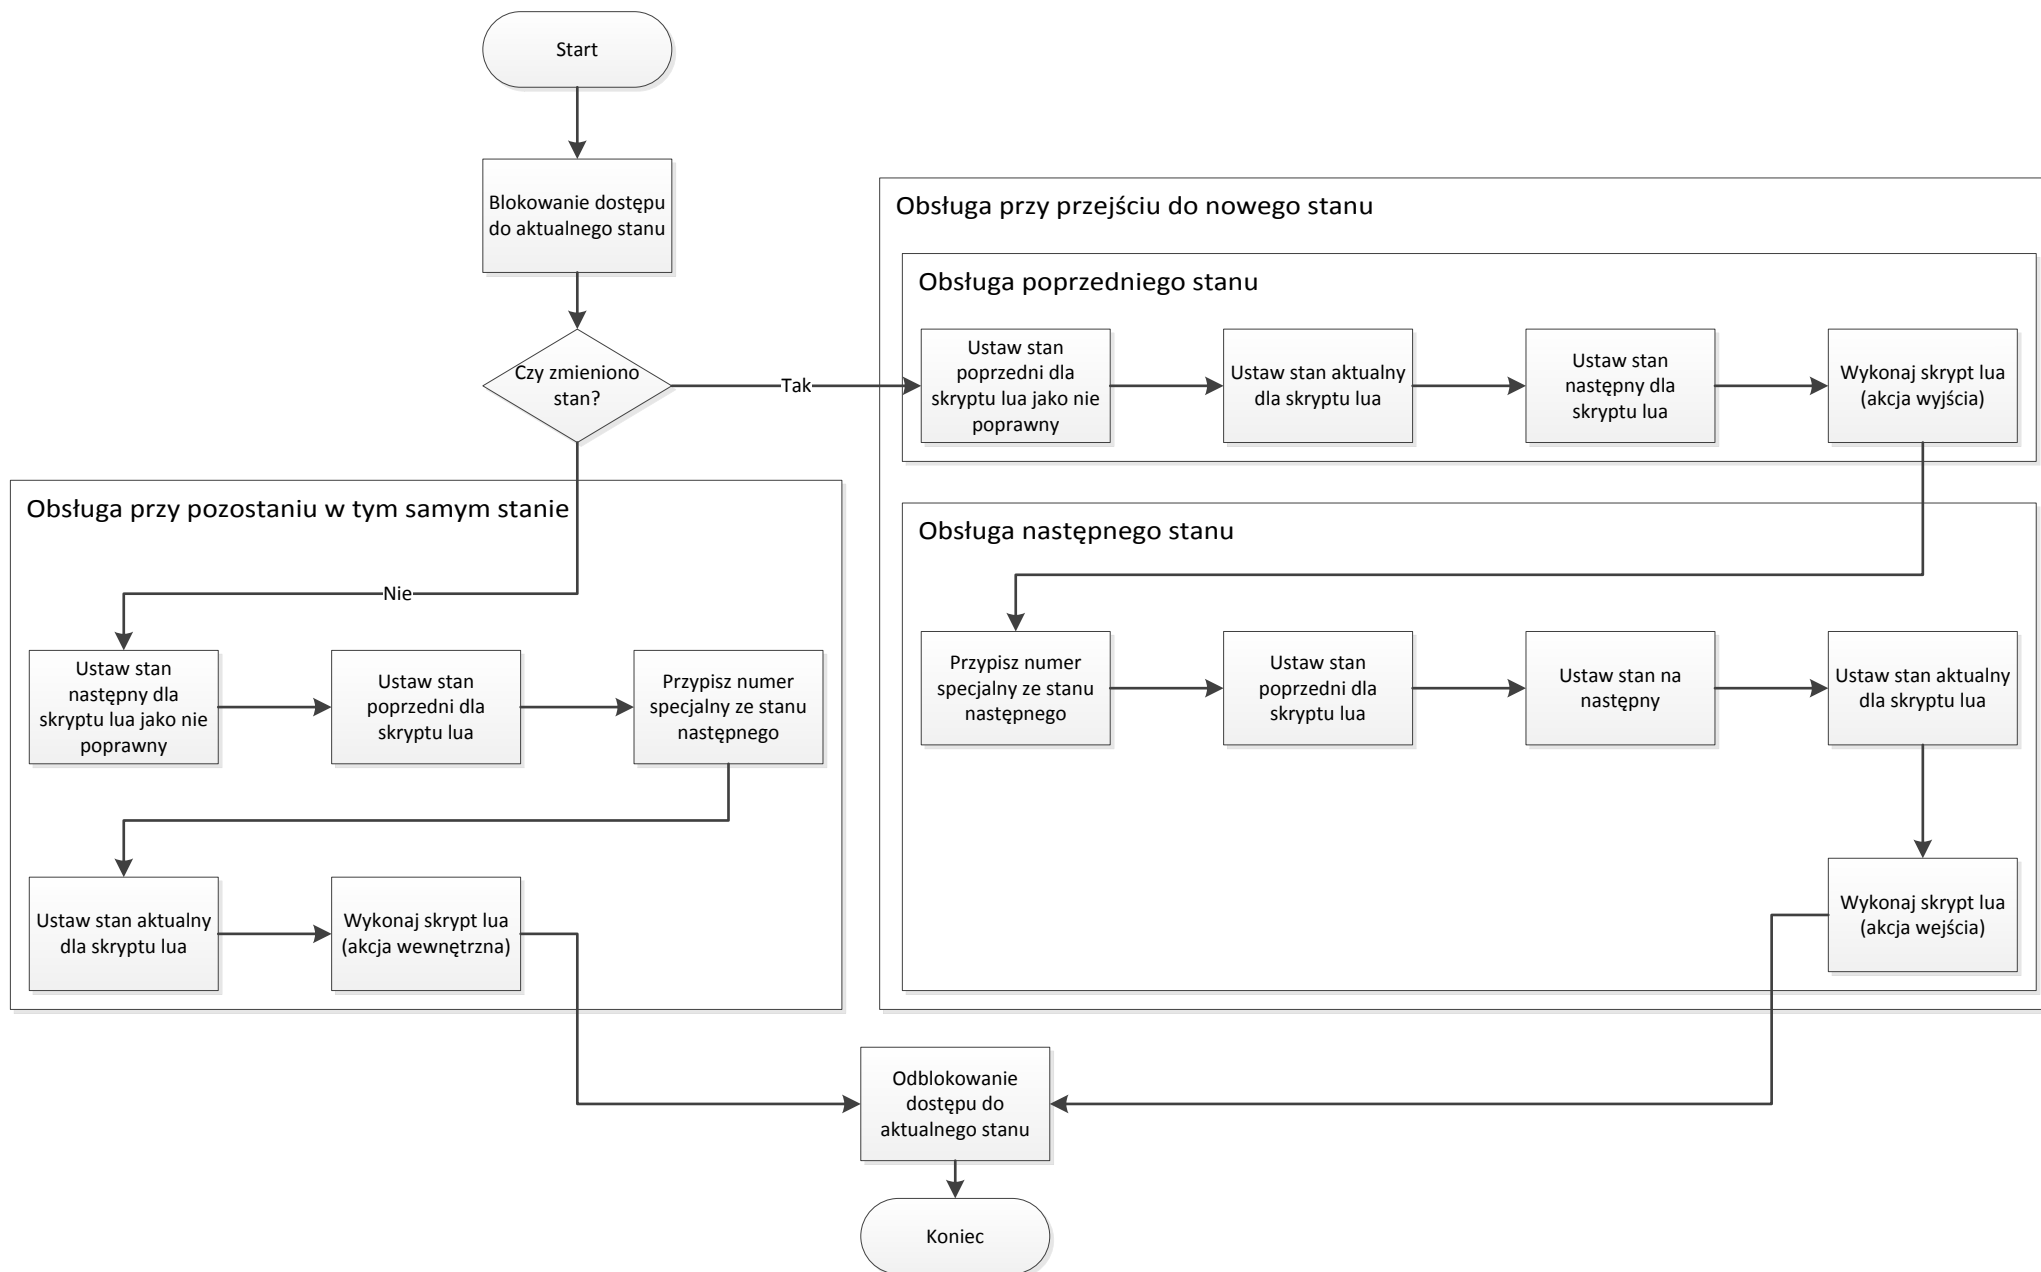 Start
Blokowanie dostępu
do aktualnego stanu
Czy zmieniono
stan?
Tak
Obsługa przy przejściu do nowego stanu
Obsługa poprzedniego stanu
Ustaw stan
poprzedni dla
skryptu lua jako nie
poprawny
Ustaw stan aktualny
dla skryptu lua
Ustaw stan
następny dla
skryptu lua
Wykonaj skrypt lua
(akcja wyjścia)
Obsługa następnego stanu
Przypisz numer
specjalny ze stanu
następnego
Ustaw stan
poprzedni dla
skryptu lua
Ustaw stan na
następny
Ustaw stan aktualny
dla skryptu lua
Wykonaj skrypt lua
(akcja wejścia)
Obsługa przy pozostaniu w tym samym stanie
Nie
Ustaw stan
następny dla
skryptu lua jako nie
poprawny
Ustaw stan
poprzedni dla
skryptu lua
Przypisz numer
specjalny ze stanu
następnego
Ustaw stan aktualny
dla skryptu lua
Wykonaj skrypt lua
(akcja wewnętrzna)
Odblokowanie
dostępu do
aktualnego stanu
Koniec